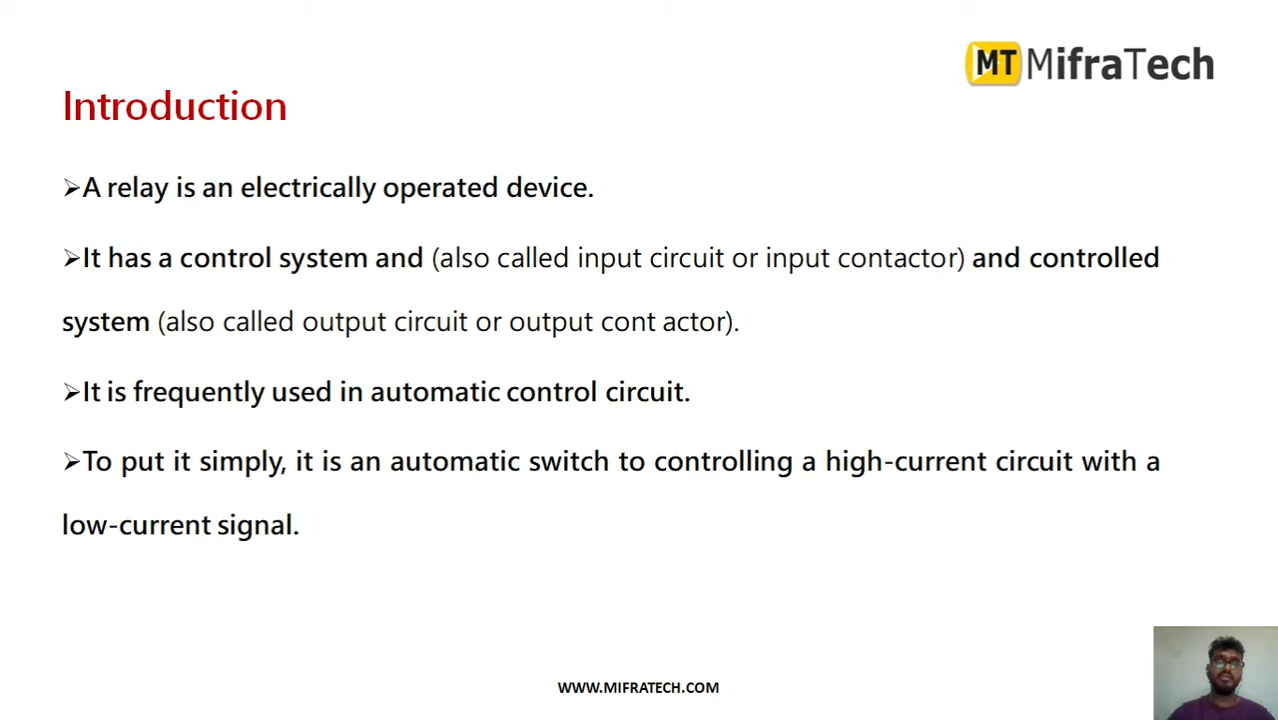 MT MifraTech
Introduction
➢A relay is an electrically operated device.
➢It has a control system and (also called input circuit or input contactor) and controlled
system (also called output circuit or output cont actor).
➢It is frequently used in automatic control circuit.
➢To put it simply, it is an automatic switch to controlling a high-current circuit with a
low-current signal.
WWW.MIFRATECH.COM